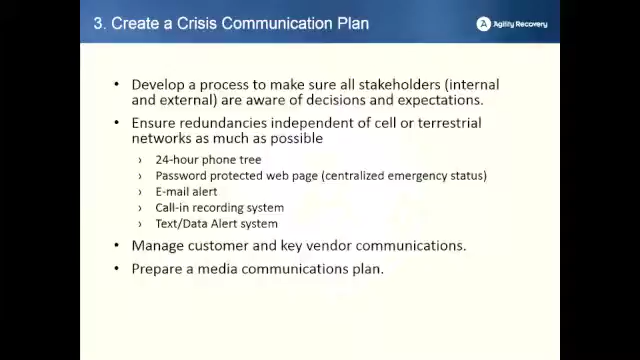 3. Create a Crisis Communication Plan
Agility Recovery
• Develop a process to make sure all stakeholders (internal
and external) are aware of decisions and expectations.
• Ensure redundancies independent of cell or terrestrial
networks as much as possible
› 24-hour phone tree
› Password protected web page (centralized emergency status)
› E-mail alert
› Call-in recording system
› Text/Data Alert system
• Manage customer and key vendor communications.
• Prepare a media communications plan.